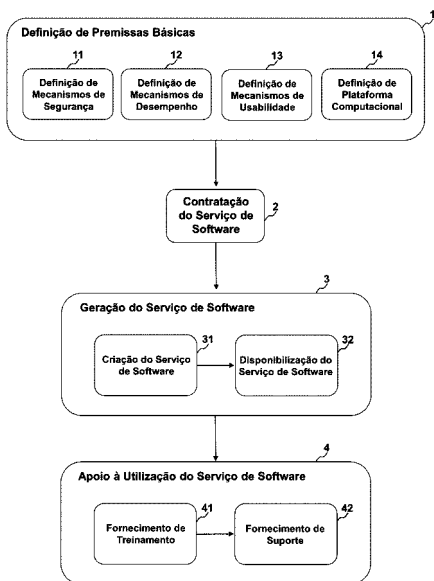 1
Definição de Premissas Básicas
11
12
13
14
Definição de
Mecanismos de
Segurança
Definição de
Mecanismos de
Desempenho
Definição de
Mecanismos de
Usabilidade
Definição de
Plataforma
Computacional
2
Contratação
do Serviço de
Software
3
Geração do Serviço de Software
31
32
Criação do Serviço
de Software
Disponibilização do
Serviço de Software
4
Apoio à Utilização do Serviço de Software
41
42
Fornecimento de
Treinamento
Fornecimento de
Suporte